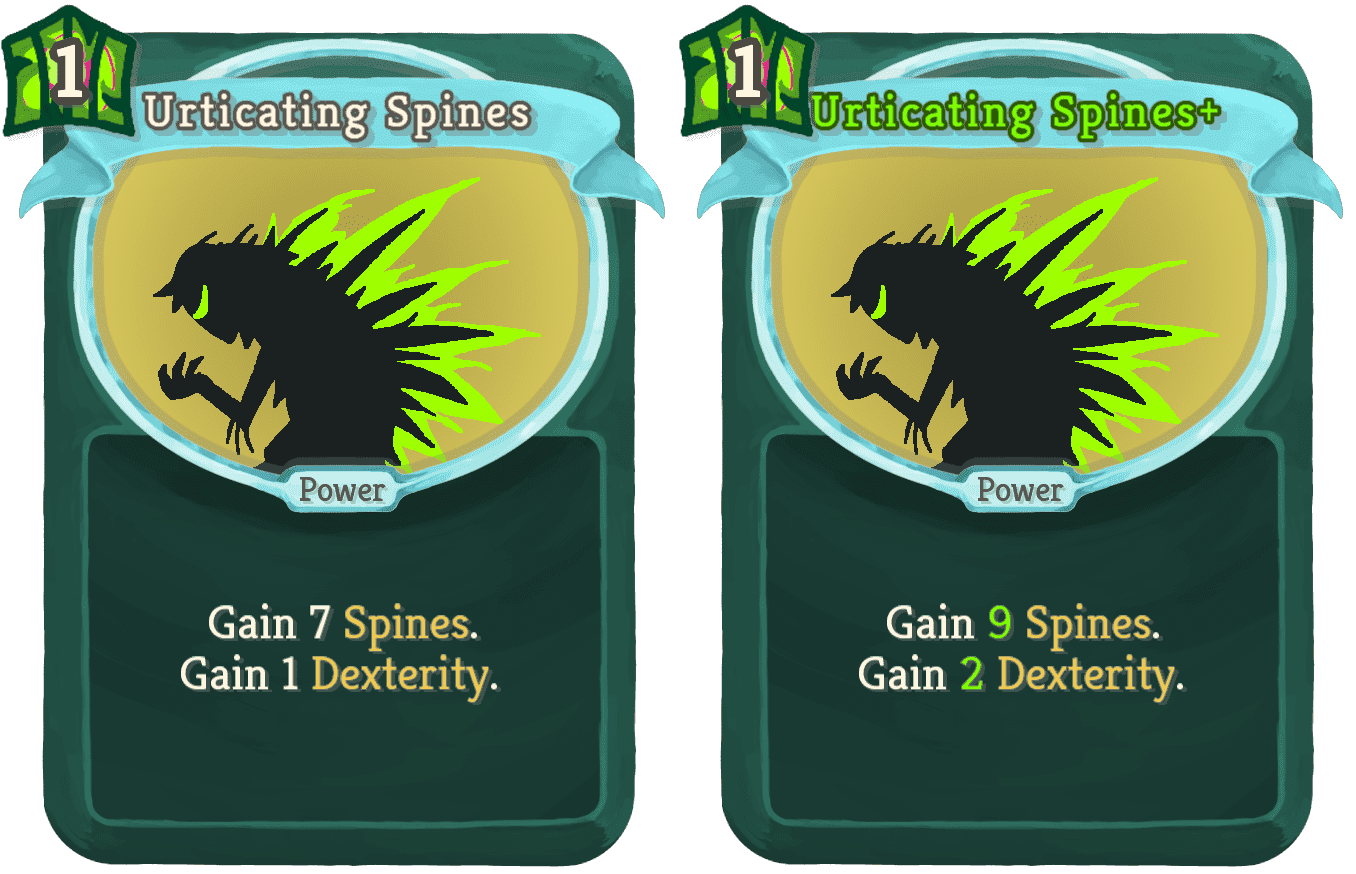 1
Urticating Spines
Power
Gain 7 Spines.
Gain 1 Dexterity.
1
Urticating Spines+
Power
Gain 9 Spines.
Gain 2 Dexterity.